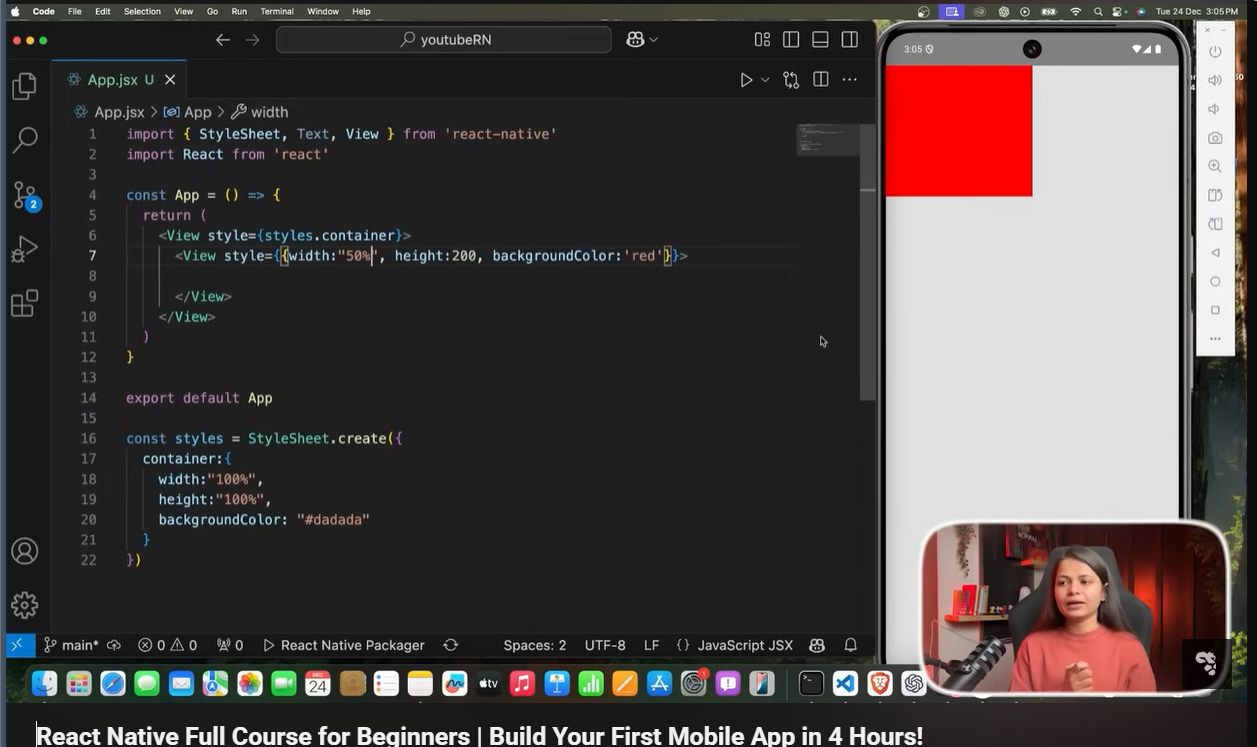 Code File Edit Selection View Go Run Terminal Window Help Tue 24 Dec 3:05 PM
youtubeRN
App.jsx U
App.jsx > App > width
3:05
1 import { StyleSheet, Text, View } from 'react-native'
2 import React from 'react'
3
4 const App = () => {
5 return (
6 <View style={styles.container}>
7 <View style={{width:"50%", height:200, backgroundColor:'red'}}>
8
9 </View>
10 </View>
11 )
12 }
13
14 export default App
15
16 const styles = StyleSheet.create({
17 container:{
18 width:"100%",
19 height:"100%",
20 backgroundColor: "#dadada"
21 }
22 })
2
main* 0 0 0 React Native Packager Spaces: 2 UTF-8 LF {} JavaScript JSX
DEC 24 tv 1
React Native Full Course for Beginners | Build Your First Mobile App in 4 Hours!